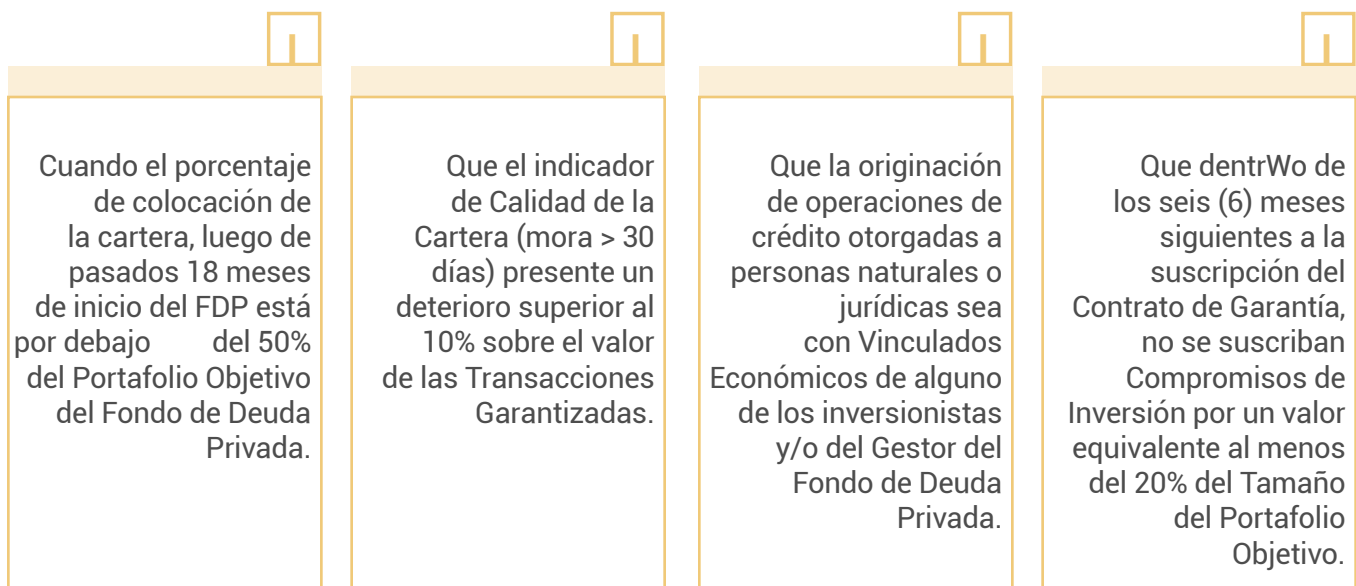 Cuando el porcentaje
de colocación de
la cartera, luego de
pasados 18 meses
de inicio del FDP está
por debajo del 50%
del Portafolio Objetivo
del Fondo de Deuda
Privada.
Que el indicador
de Calidad de la
Cartera (mora > 30
días) presente un
deterioro superior al
10% sobre el valor
de las Transacciones
Garantizadas.
Que la originación
de operaciones de
crédito otorgadas a
personas naturales o
jurídicas sea
con Vinculados
Económicos de alguno
de los inversionistas
y/o del Gestor del
Fondo de Deuda
Privada.
Que dentrWo de
los seis (6) meses
siguientes a la
suscripción del
Contrato de Garantía,
no se suscriban
Compromisos de
Inversión por un valor
equivalente al menos
del 20% del Tamaño
del Portafolio
Objetivo.